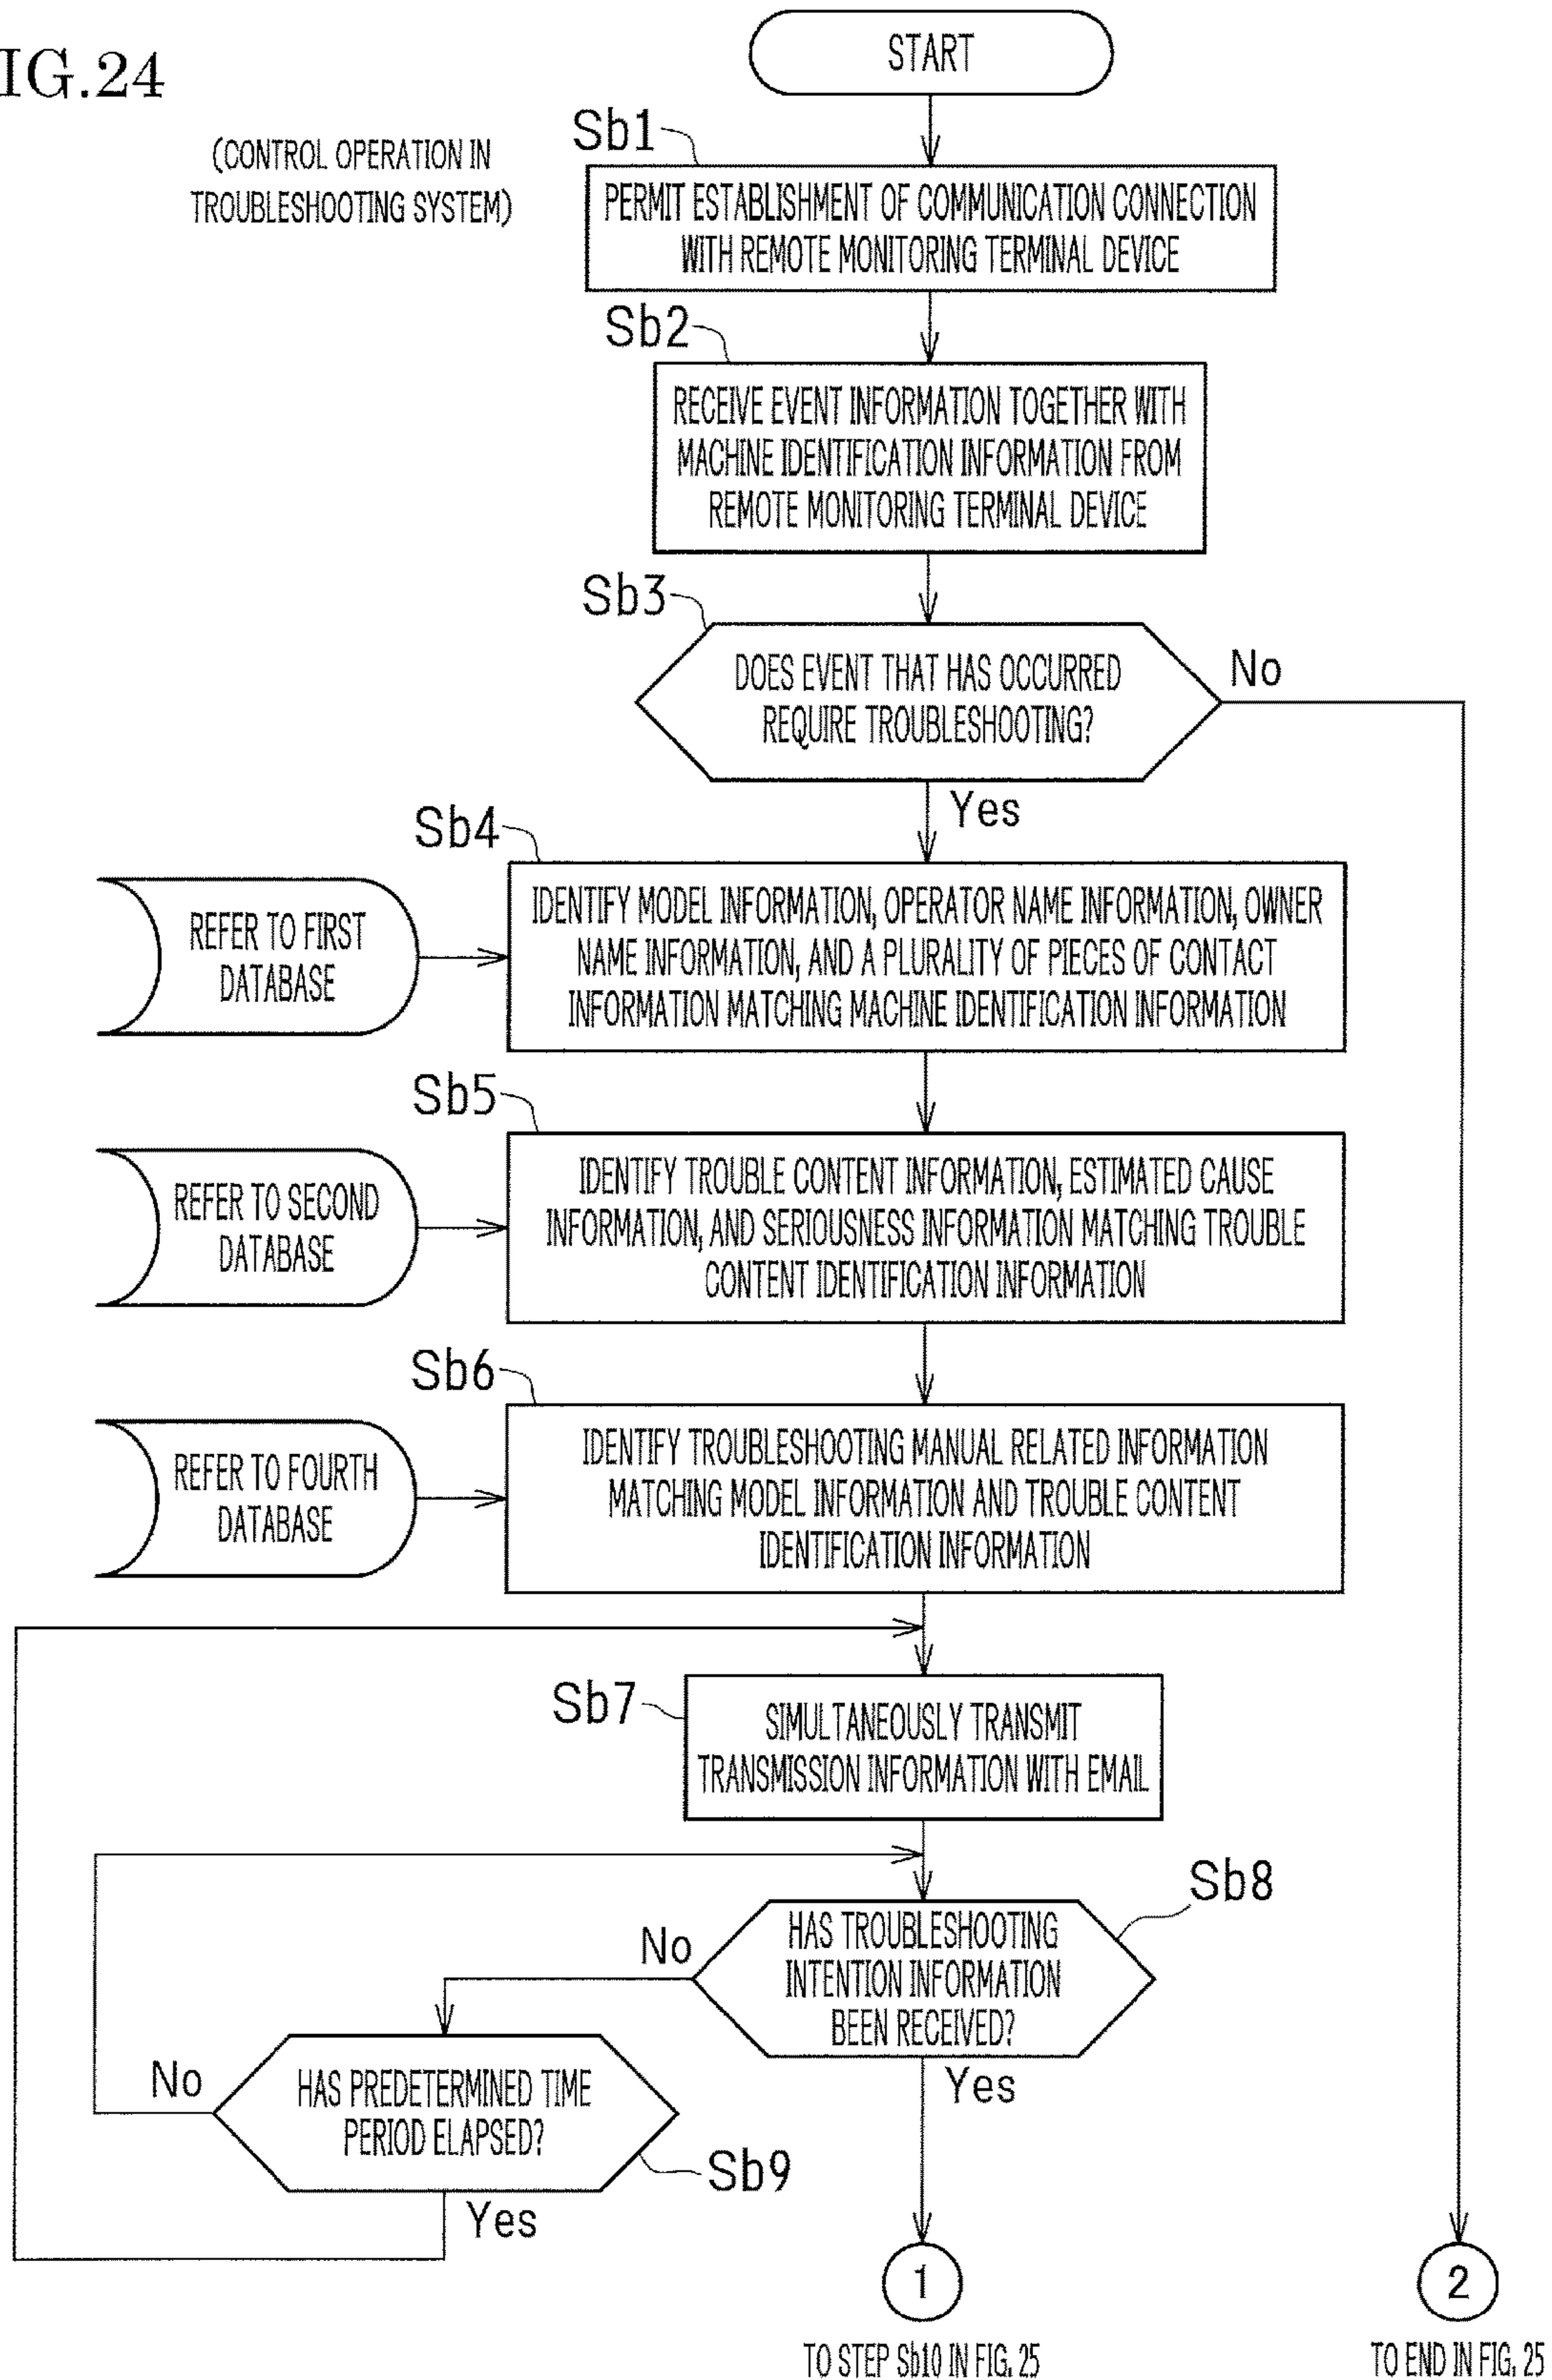 IG.24
(CONTROL OPERATION IN
TROUBLESHOOTING SYSTEM)
START
Sb1
PERMIT ESTABLISHMENT OF COMMUNICATION CONNECTION
WITH REMOTE MONITORING TERMINAL DEVICE
Sb2
RECEIVE EVENT INFORMATION TOGETHER WITH
MACHINE IDENTIFICATION INFORMATION FROM
REMOTE MONITORING TERMINAL DEVICE
Sb3
DOES EVENT THAT HAS OCCURRED
REQUIRE TROUBLESHOOTING?
No
Yes
Sb4
REFER TO FIRST
DATABASE
IDENTIFY MODEL INFORMATION, OPERATOR NAME INFORMATION, OWNER
NAME INFORMATION, AND A PLURALITY OF PIECES OF CONTACT
INFORMATION MATCHING MACHINE IDENTIFICATION INFORMATION
Sb5
REFER TO SECOND
DATABASE
IDENTIFY TROUBLE CONTENT INFORMATION, ESTIMATED CAUSE
INFORMATION, AND SERIOUSNESS INFORMATION MATCHING TROUBLE
CONTENT IDENTIFICATION INFORMATION
Sb6
REFER TO FOURTH
DATABASE
IDENTIFY TROUBLESHOOTING MANUAL RELATED INFORMATION
MATCHING MODEL INFORMATION AND TROUBLE CONTENT
IDENTIFICATION INFORMATION
Sb7
SIMULTANEOUSLY TRANSMIT
TRANSMISSION INFORMATION WITH EMAIL
Sb8
HAS TROUBLESHOOTING
INTENTION INFORMATION
BEEN RECEIVED?
No
Yes
HAS PREDETERMINED TIME
PERIOD ELAPSED?
No
Sb9
Yes
1
2
TO STEP Sb10 IN FIG. 25
TO END IN FIG. 25